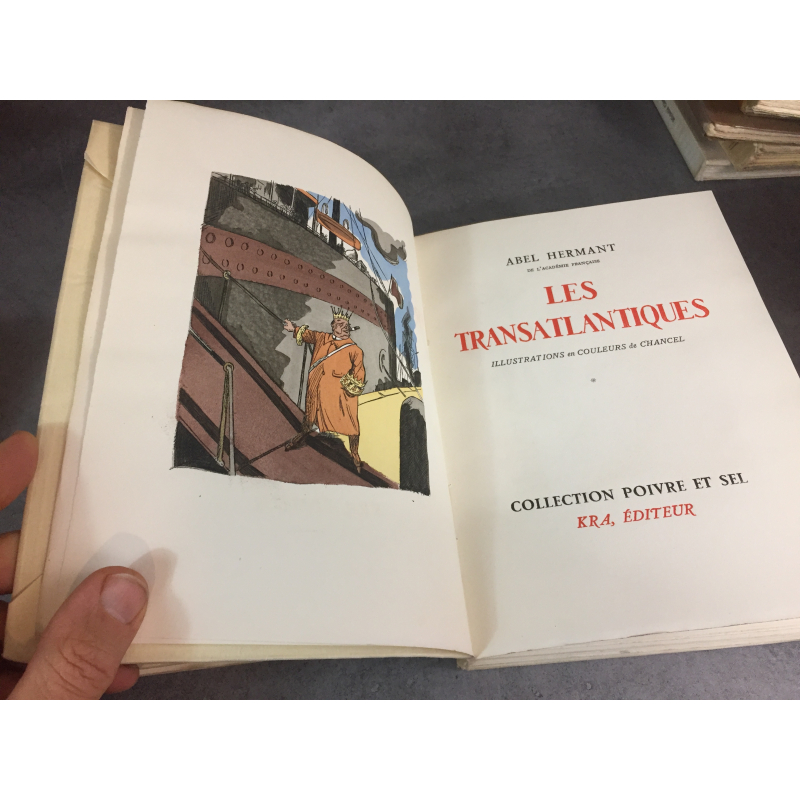 ABEL HERMANT
DE L'ACADÉMIE FRANÇAISE
LES
TRANSATLANTIQUES
ILLUSTRATIONS en COULEURS de CHANCEL
*
COLLECTION POIVRE ET SEL
KRA, ÉDITEUR